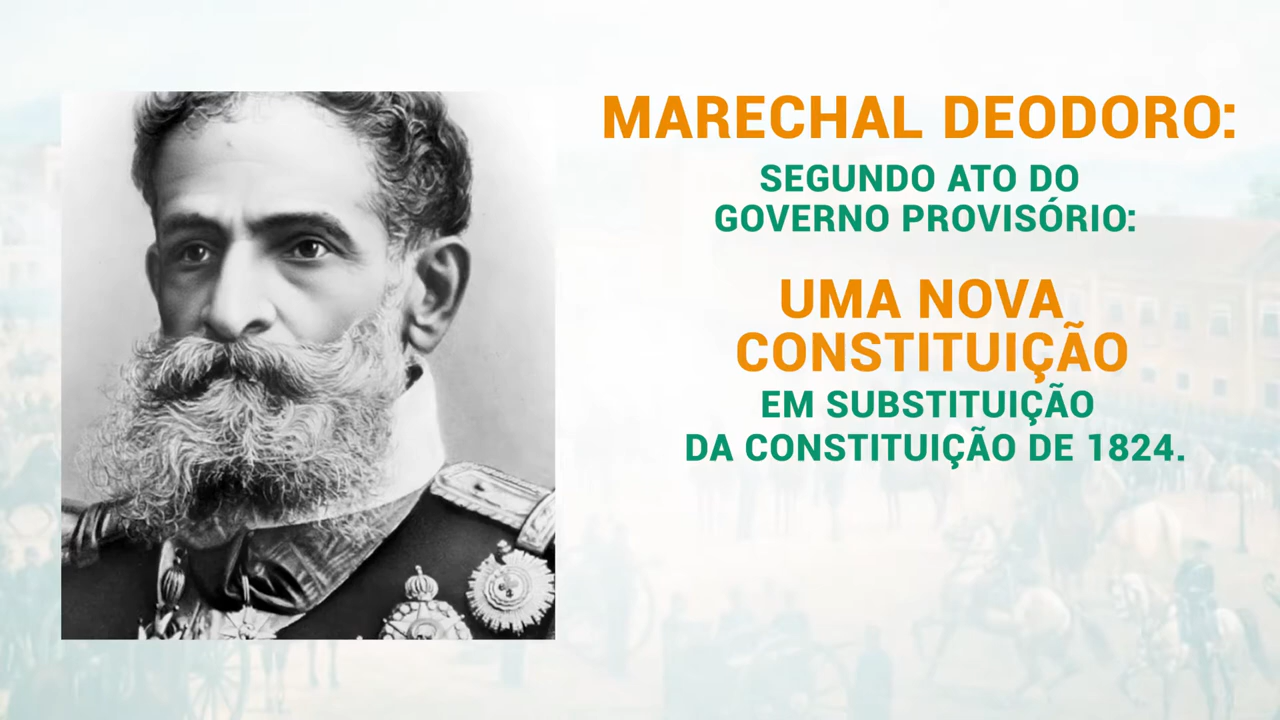 MARECHAL DEODORO:
SEGUNDO ATO DO
GOVERNO PROVISÓRIO:
UMA NOVA
CONSTITUIÇÃO
EM SUBSTITUIÇÃO
DA CONSTITUIÇÃO DE 1824.